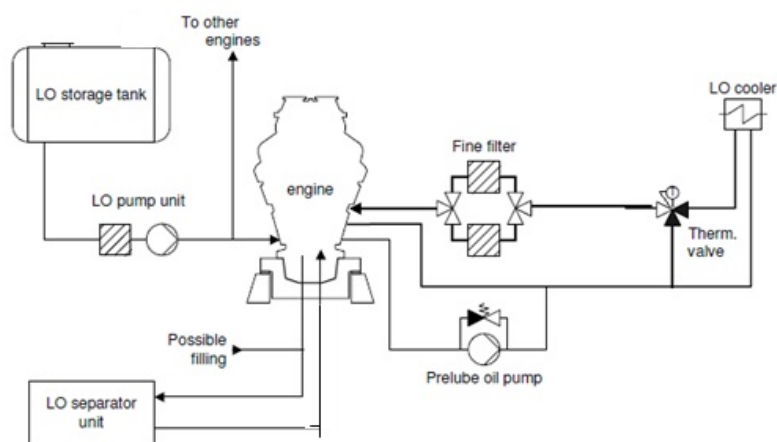 To other
engines
LO storage tank
LO cooler
Fine filter
engine
LO pump unit
Therm.
valve
Possible
filling
Prelube oil pump
LO separator
unit